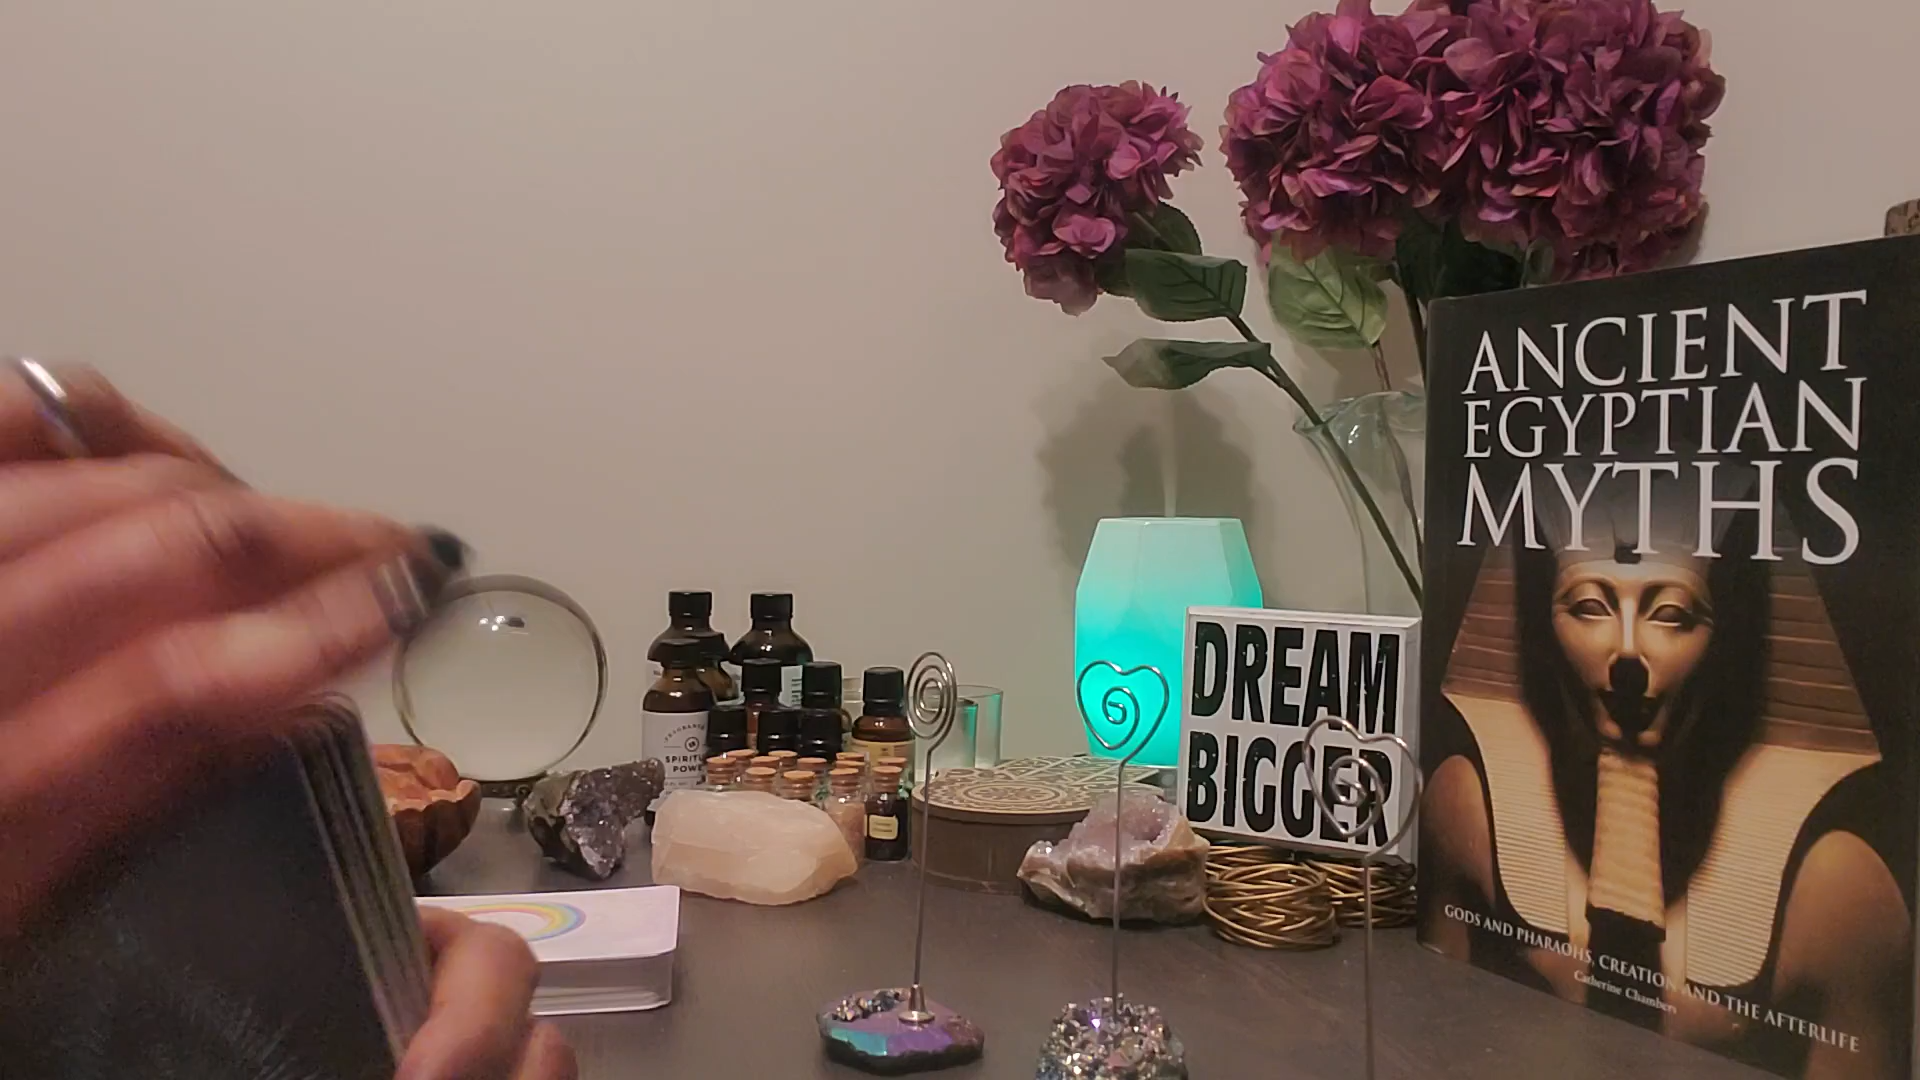 ANCIENT
EGYPTIAN
MYTHS
GODS AND PHARAOHS, CREATION AND THE AFTERLIFE
Catherine Chambers
DREAM
BIGGER